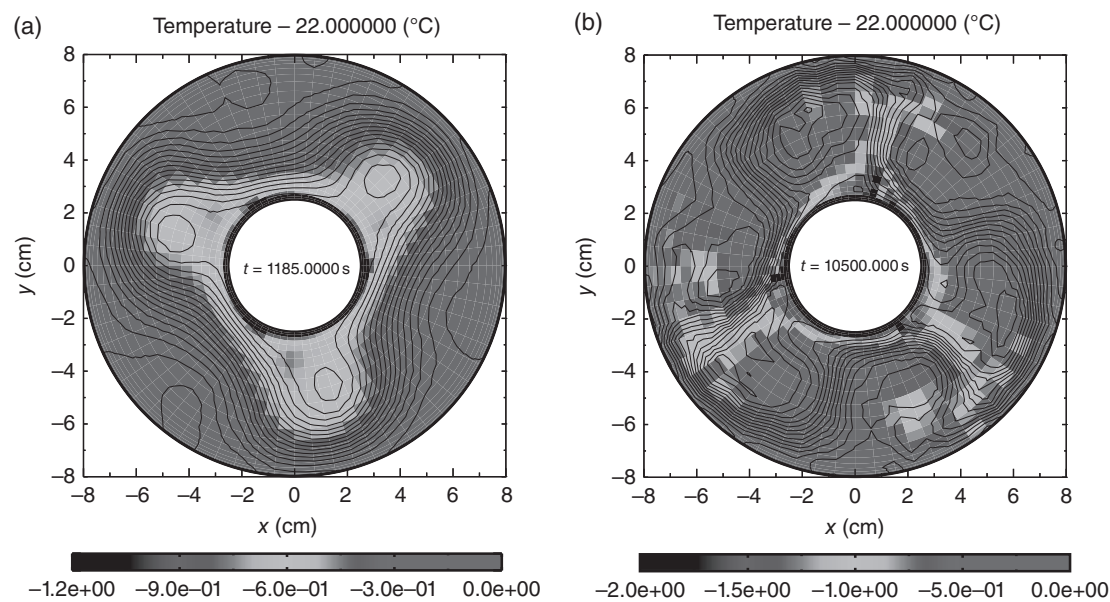 (a)
Temperature – 22.000000 (°C)
8
6
4
2
0
–2
–4
–6
–8
y (cm)
t = 1185.0000 s
–8 –6 –4 –2 0 2 4 6 8
x (cm)
–1.2e+00 –9.0e–01 –6.0e–01 –3.0e–01 0.0e+00
(b)
Temperature – 22.000000 (°C)
8
6
4
2
0
–2
–4
–6
–8
y (cm)
t = 10500.000 s
–8 –6 –4 –2 0 2 4 6 8
x (cm)
–2.0e+00 –1.5e+00 –1.0e+00 –5.0e–01 0.0e+00